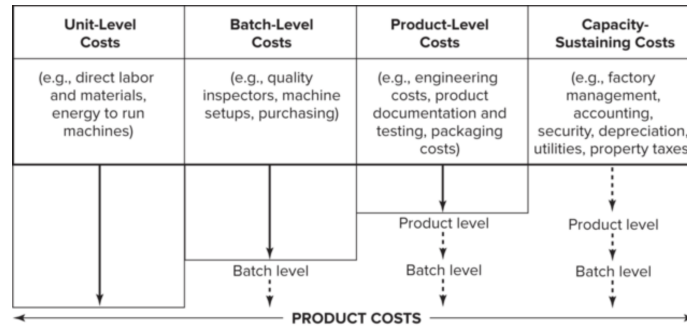 Unit-Level
Costs
Batch-Level
Costs
Product-Level
Costs
Capacity-
Sustaining Costs
(e.g., direct labor
and materials,
energy to run
machines)
(e.g., quality
inspectors, machine
setups, purchasing)
(e.g., engineering
costs, product
documentation and
testing, packaging
costs)
(e.g., factory
management,
accounting,
security, depreciation,
utilities, property taxes
Product level
Product level
Batch level
Batch level
Batch level
PRODUCT COSTS